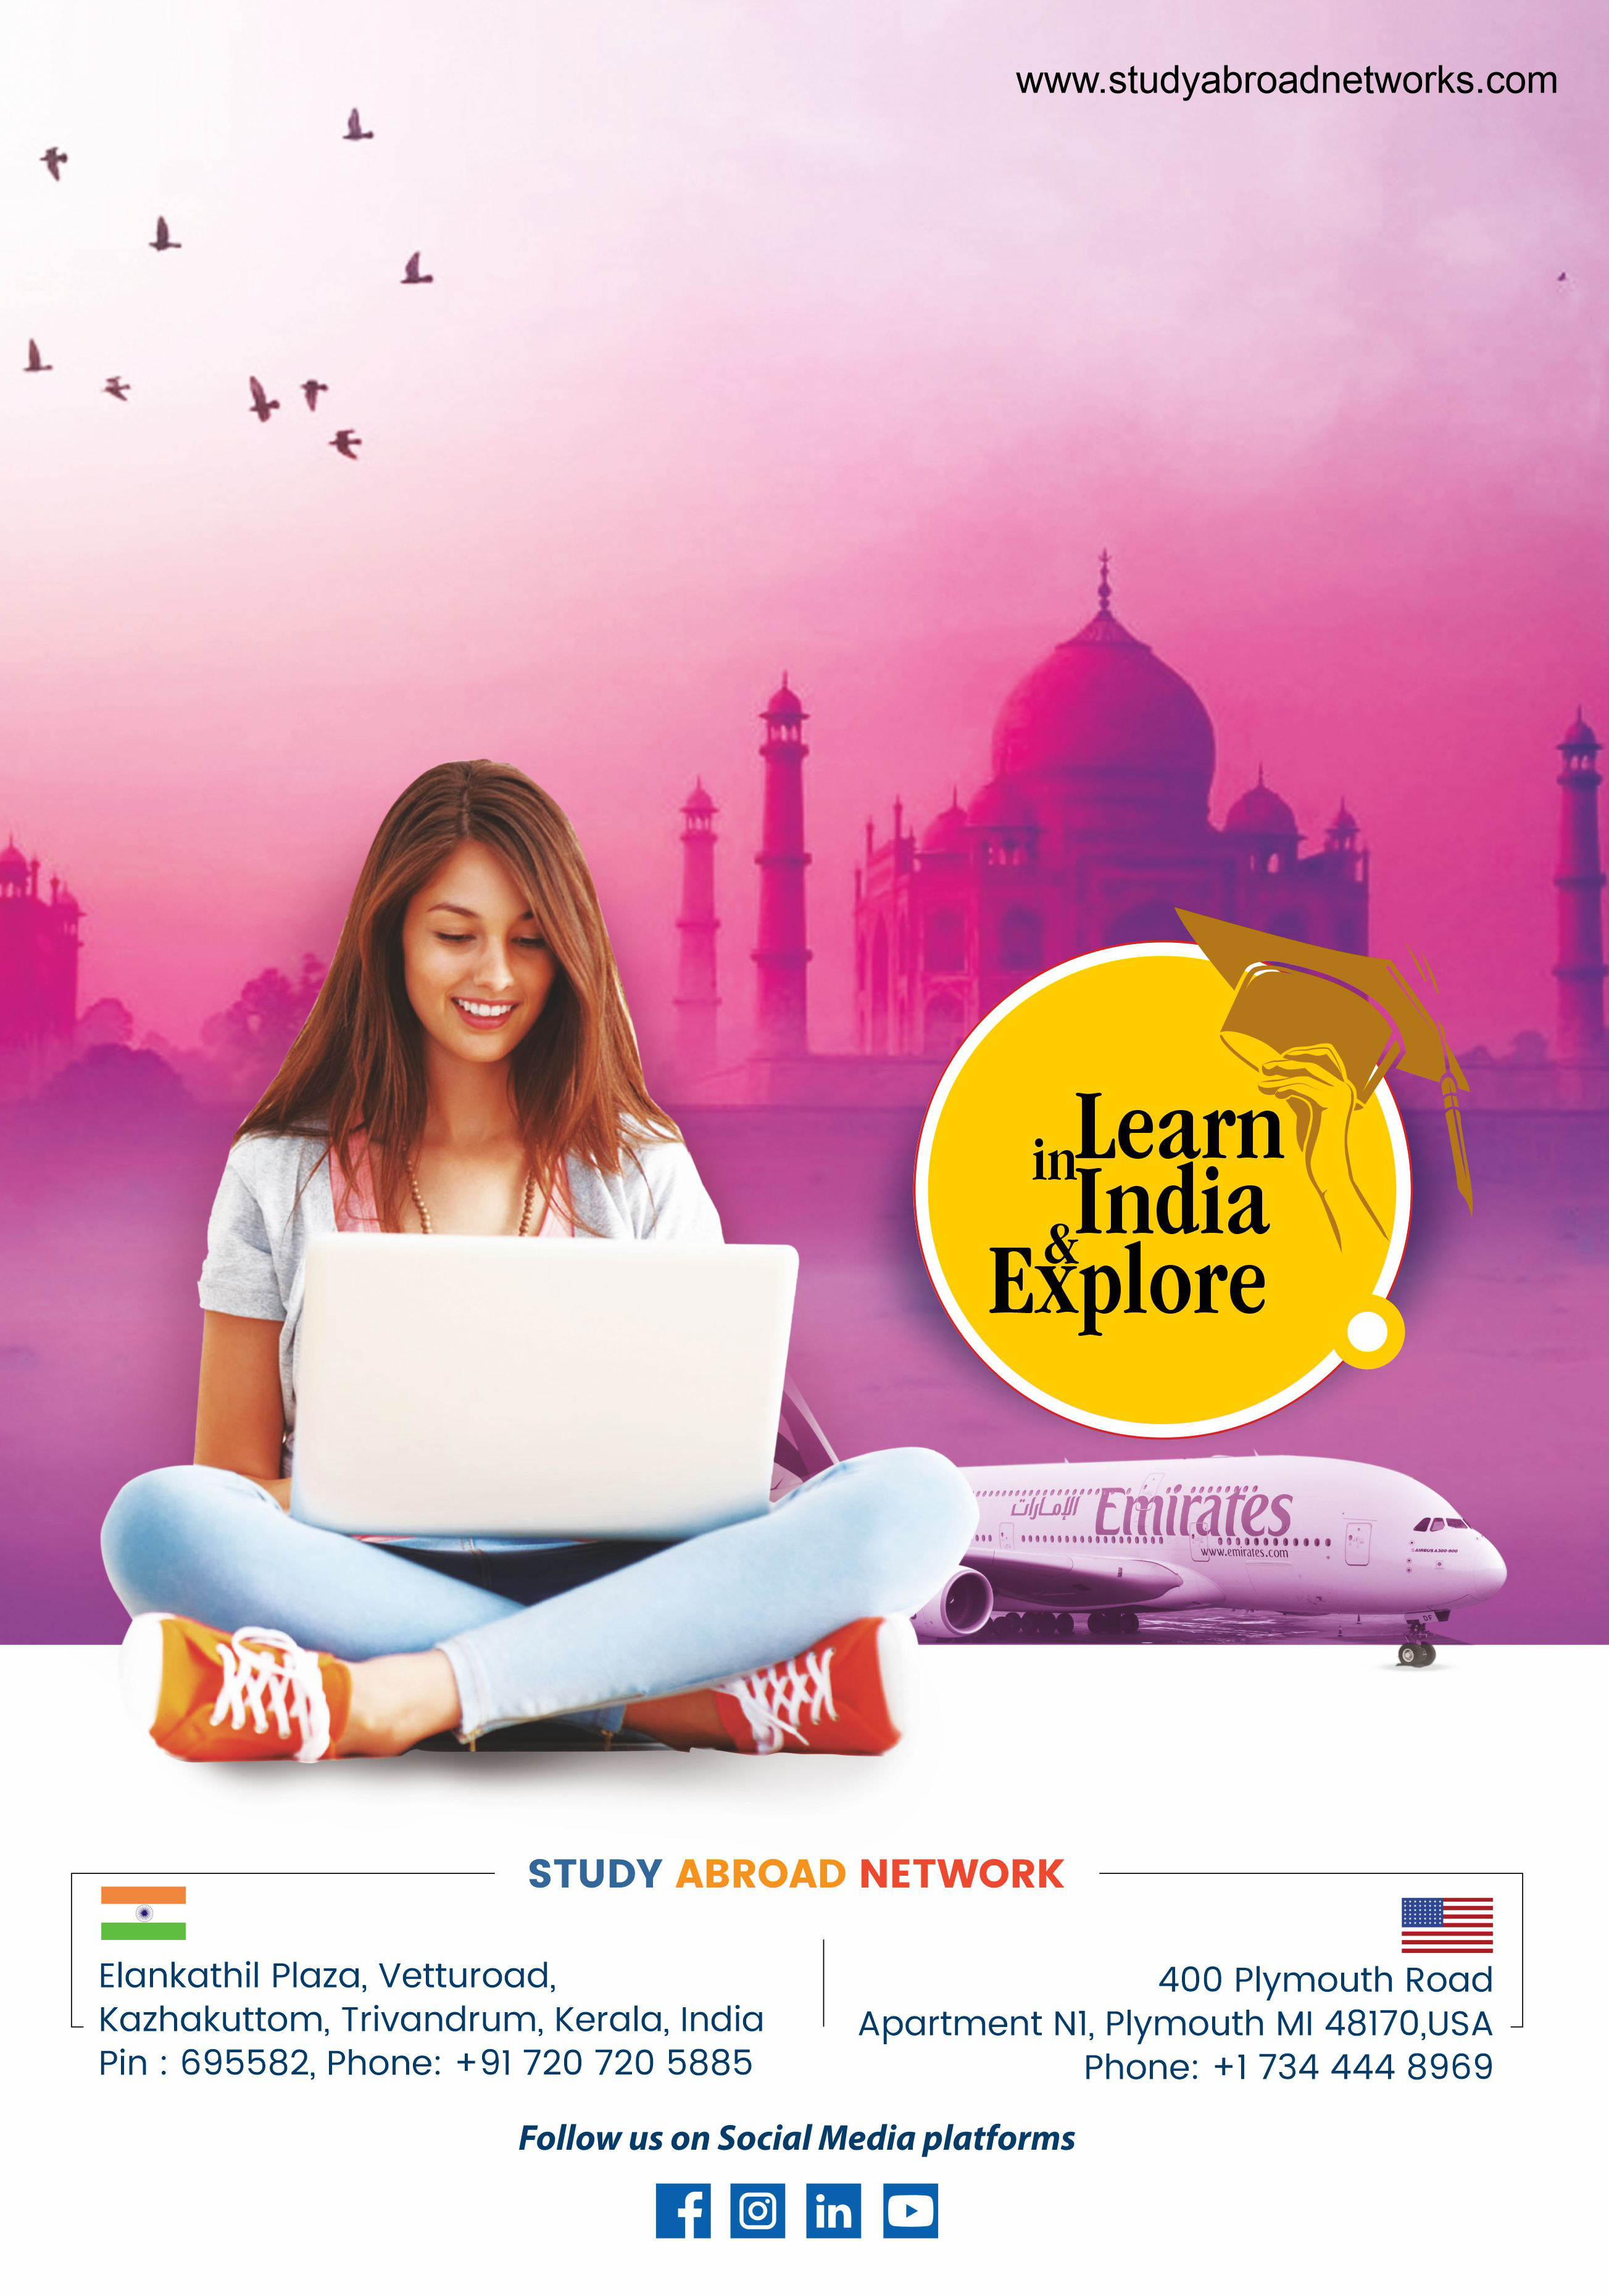 www.studyabroadnetworks.com
Learn
in India
& Explore
الإمارات Emirates
www.emirates.com
STUDY ABROAD NETWORK
Elankathil Plaza, Vetturoad,
Kazhakuttom, Trivandrum, Kerala, India
Pin : 695582, Phone: +91 720 720 5885
400 Plymouth Road
Apartment N1, Plymouth MI 48170,USA
Phone: +1 734 444 8969
Follow us on Social Media platforms